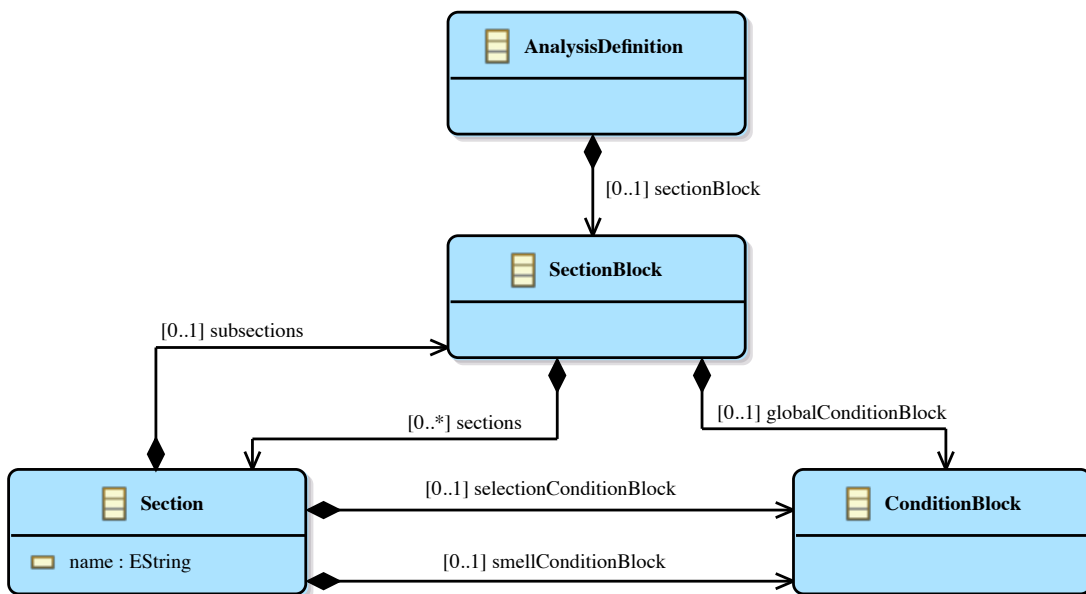 AnalysisDefinition
[0..1] sectionBlock
SectionBlock
[0..1] subsections
[0..*] sections
[0..1] globalConditionBlock
Section
name : EString
[0..1] selectionConditionBlock
[0..1] smellConditionBlock
ConditionBlock